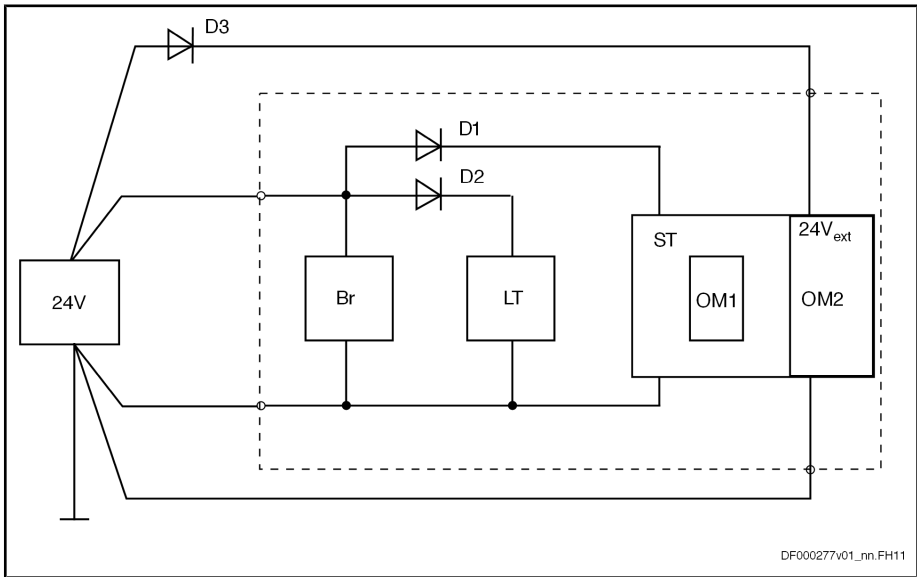 D3
D1
D2
24V
Br
LT
ST
OM1
24Vext
OM2
DF000277v01_nn.FH11